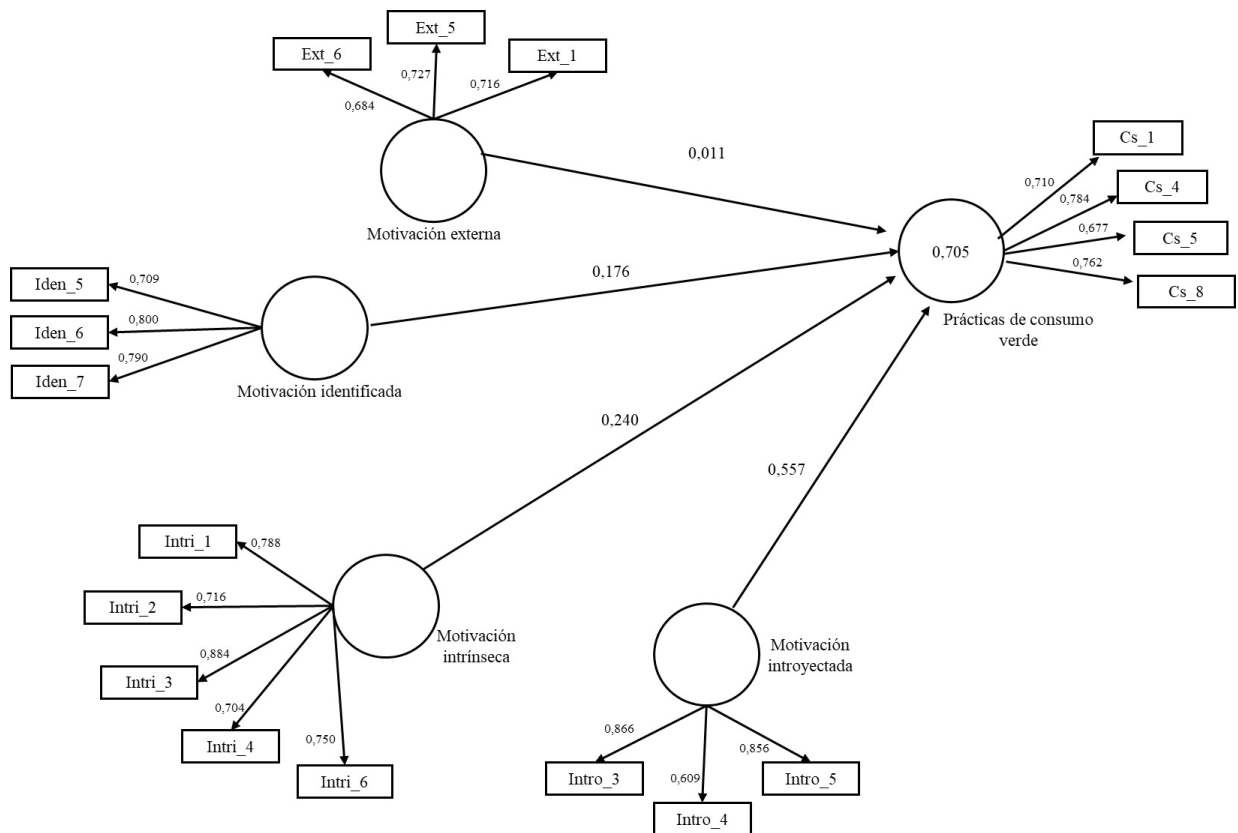 Ext_5
Ext_6
Ext_1
0,727
0,716
0,684
Motivación externa
0,011
Cs_1
Cs_4
Cs_5
Cs_8
0,710
0,784
0,677
0,762
0,705
Prácticas de consumo
verde
Iden_5
Iden_6
Iden_7
0,709
0,800
0,790
Motivación identificada
0,176
0,240
0,557
Intri_1
Intri_2
Intri_3
Intri_4
Intri_6
0,788
0,716
0,884
0,704
0,750
Motivación
intrínseca
Motivación
introyectada
0,866
0,609
0,856
Intro_3
Intro_4
Intro_5